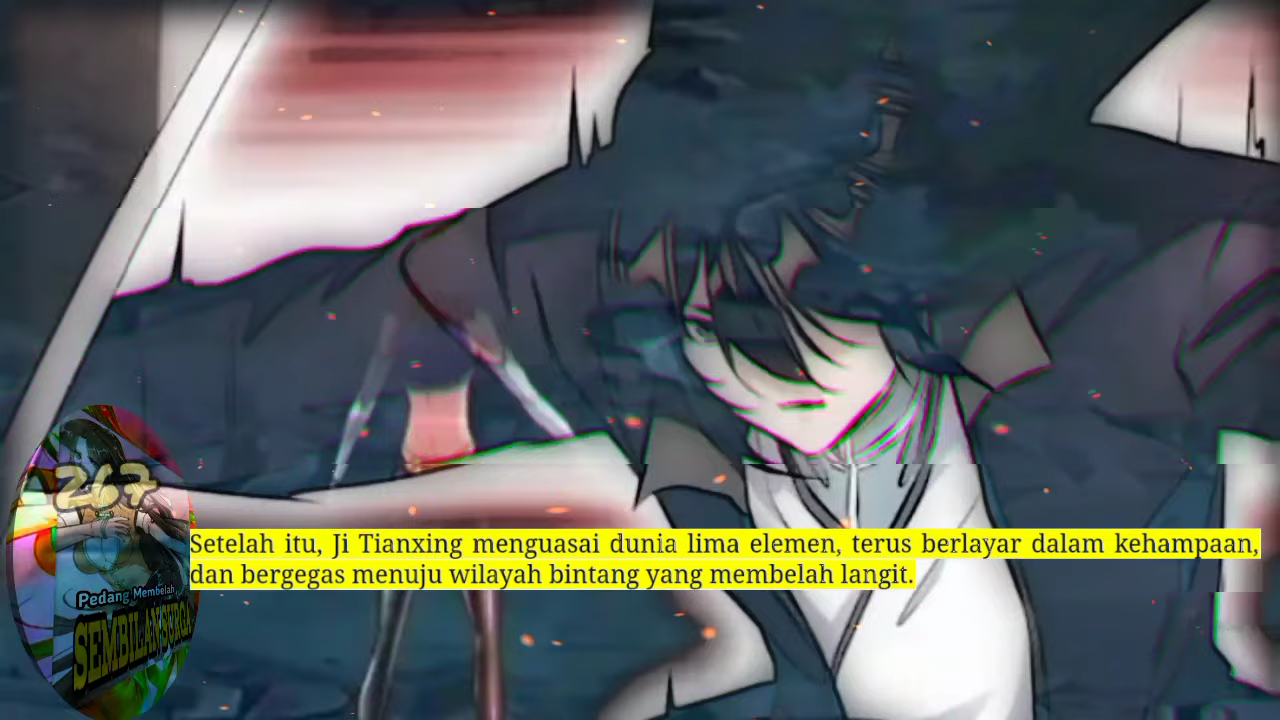 267
Setelah itu, Ji Tianxing menguasai dunia lima elemen, terus berlayar dalam kehampaan,
dan bergegas menuju wilayah bintang yang membelah langit.
Pedang Membelah
SEMBILAN SURGA